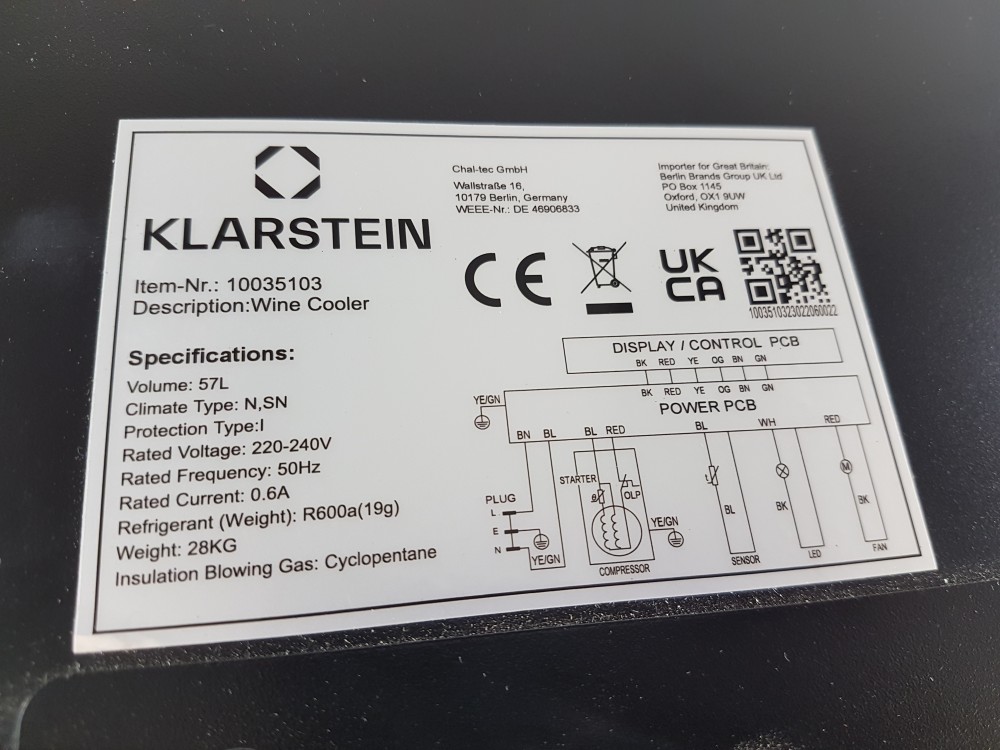 KLARSTEIN
Item-Nr.: 10035103
Description:Wine Cooler
Chal-tec GmbH
Wallstraße 16,
10179 Berlin, Germany
WEEE-Nr.: DE 46906833
Importer for Great Britain:
Berlin Brands Group UK Ltd
PO Box 1145
Oxford, OX1 9UW
United Kingdom
CE
UK
CA
1003510323022060022
Specifications:
Volume: 57L
Climate Type: N,SN
Protection Type:I
Rated Voltage: 220-240V
Rated Frequency: 50Hz
Rated Current: 0.6A
Refrigerant (Weight): R600a(19g)
Weight: 28KG
Insulation Blowing Gas: Cyclopentane
DISPLAY / CONTROL PCB
BK RED YE OG BN GN
BK RED YE OG BN GN
POWER PCB
YE/GN
BN BL BL RED BL WH RED
STARTER
OLP
M
PLUG
L
E
N
YE/GN
YE/GN
BL
BK
BK
COMPRESSOR
SENSOR
LED
FAN